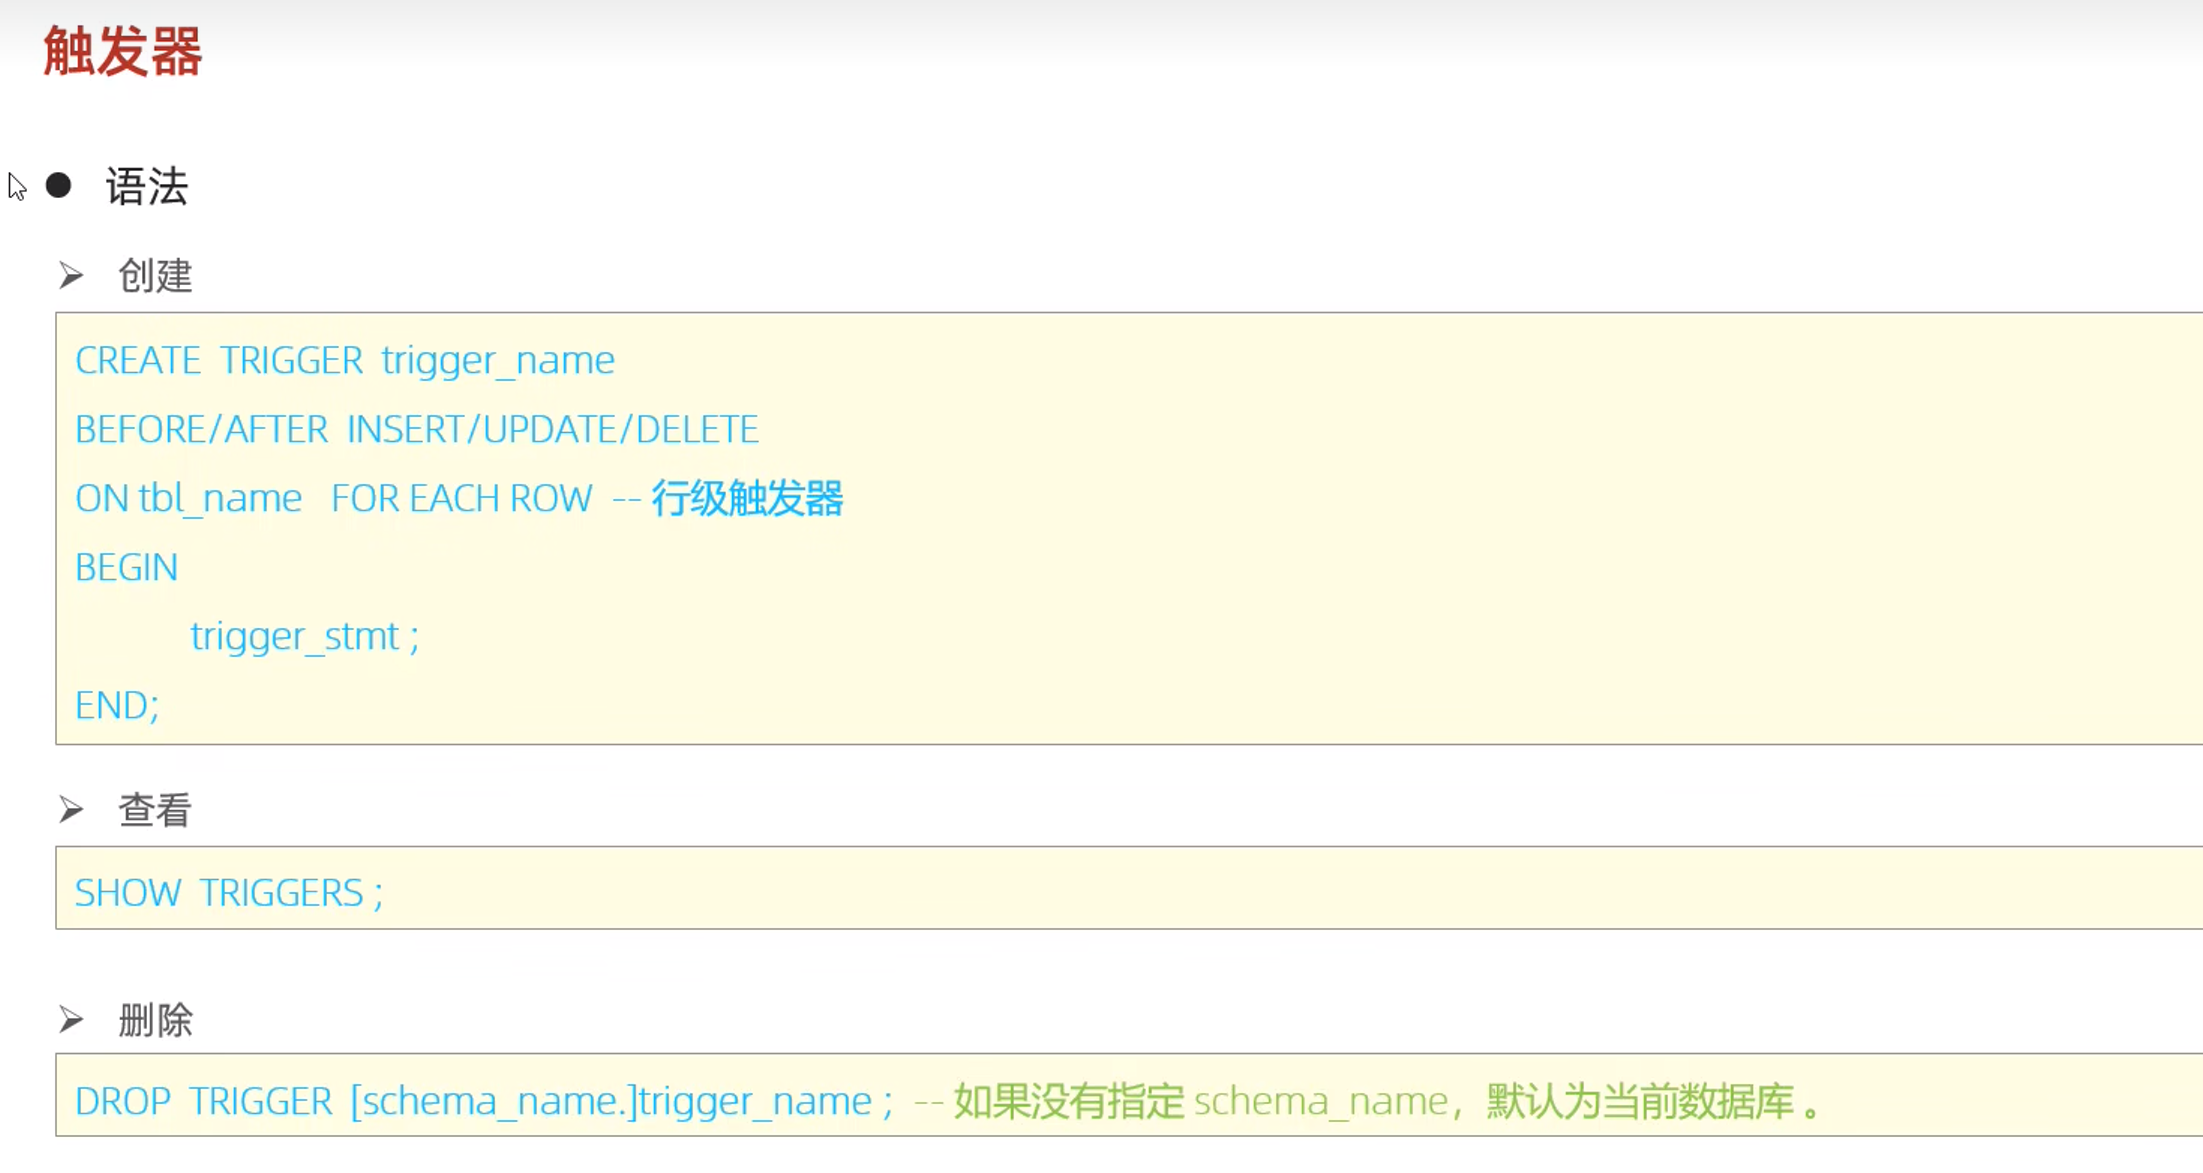 触发器
语法
创建
CREATE TRIGGER trigger_name
BEFORE/AFTER INSERT/UPDATE/DELETE
ON tbl_name FOR EACH ROW -- 行级触发器
BEGIN
trigger_stmt ;
END;
查看
SHOW TRIGGERS ;
删除
DROP TRIGGER [schema_name.]trigger_name ; -- 如果没有指定 schema_name，默认为当前数据库 。